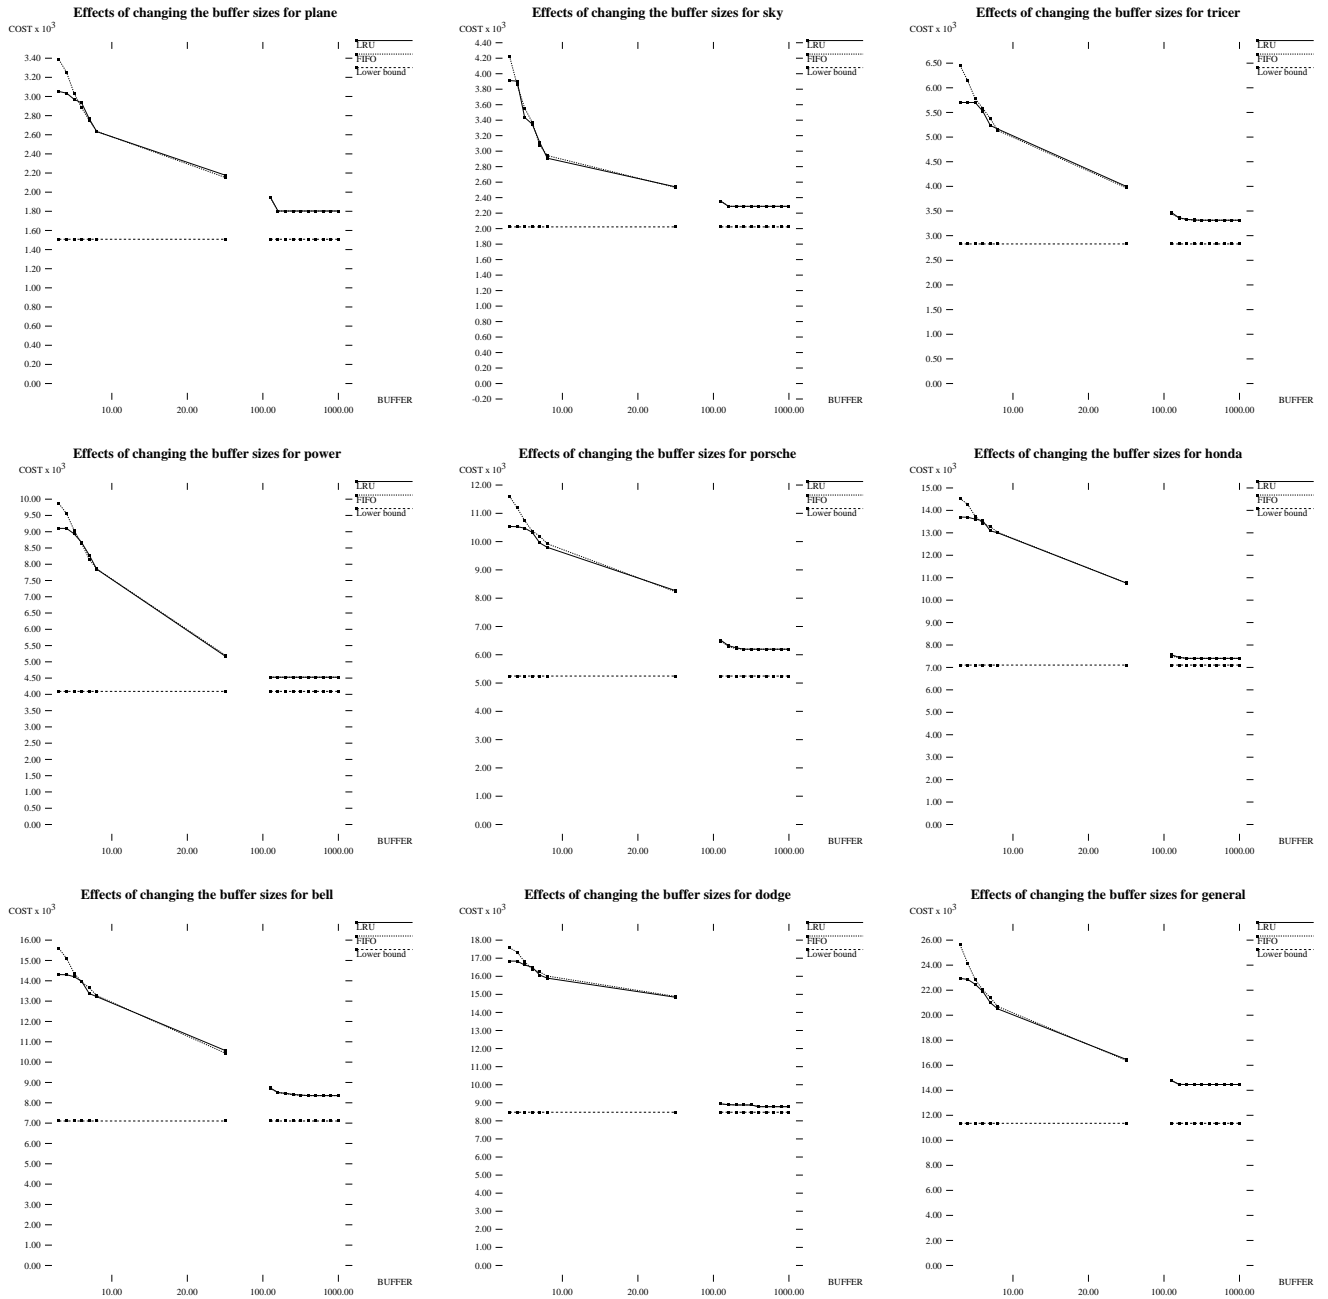 Effects of changing the buffer sizes for plane
COST x 10³
LRU
FIFO
Lower bound
3.40
3.20
3.00
2.80
2.60
2.40
2.20
2.00
1.80
1.60
1.40
1.20
1.00
0.80
0.60
0.40
0.20
0.00
BUFFER
10.00 20.00 100.00 1000.00
Effects of changing the buffer sizes for sky
COST x 10³
LRU
FIFO
Lower bound
4.40
4.20
4.00
3.80
3.60
3.40
3.20
3.00
2.80
2.60
2.40
2.20
2.00
1.80
1.60
1.40
1.20
1.00
0.80
0.60
0.40
0.20
0.00
-0.20
BUFFER
10.00 20.00 100.00 1000.00
Effects of changing the buffer sizes for tricer
COST x 10³
LRU
FIFO
Lower bound
6.50
6.00
5.50
5.00
4.50
4.00
3.50
3.00
2.50
2.00
1.50
1.00
0.50
0.00
BUFFER
10.00 20.00 100.00 1000.00
Effects of changing the buffer sizes for power
COST x 10³
LRU
FIFO
Lower bound
10.00
9.50
9.00
8.50
8.00
7.50
7.00
6.50
6.00
5.50
5.00
4.50
4.00
3.50
3.00
2.50
2.00
1.50
1.00
0.50
0.00
BUFFER
10.00 20.00 100.00 1000.00
Effects of changing the buffer sizes for porsche
COST x 10³
LRU
FIFO
Lower bound
12.00
11.00
10.00
9.00
8.00
7.00
6.00
5.00
4.00
3.00
2.00
1.00
0.00
BUFFER
10.00 20.00 100.00 1000.00
Effects of changing the buffer sizes for honda
COST x 10³
LRU
FIFO
Lower bound
15.00
14.00
13.00
12.00
11.00
10.00
9.00
8.00
7.00
6.00
5.00
4.00
3.00
2.00
1.00
0.00
BUFFER
10.00 20.00 100.00 1000.00
Effects of changing the buffer sizes for bell
COST x 10³
LRU
FIFO
Lower bound
16.00
15.00
14.00
13.00
12.00
11.00
10.00
9.00
8.00
7.00
6.00
5.00
4.00
3.00
2.00
1.00
0.00
BUFFER
10.00 20.00 100.00 1000.00
Effects of changing the buffer sizes for dodge
COST x 10³
LRU
FIFO
Lower bound
18.00
17.00
16.00
15.00
14.00
13.00
12.00
11.00
10.00
9.00
8.00
7.00
6.00
5.00
4.00
3.00
2.00
1.00
0.00
BUFFER
10.00 20.00 100.00 1000.00
Effects of changing the buffer sizes for general
COST x 10³
LRU
FIFO
Lower bound
26.00
24.00
22.00
20.00
18.00
16.00
14.00
12.00
10.00
8.00
6.00
4.00
2.00
0.00
BUFFER
10.00 20.00 100.00 1000.00